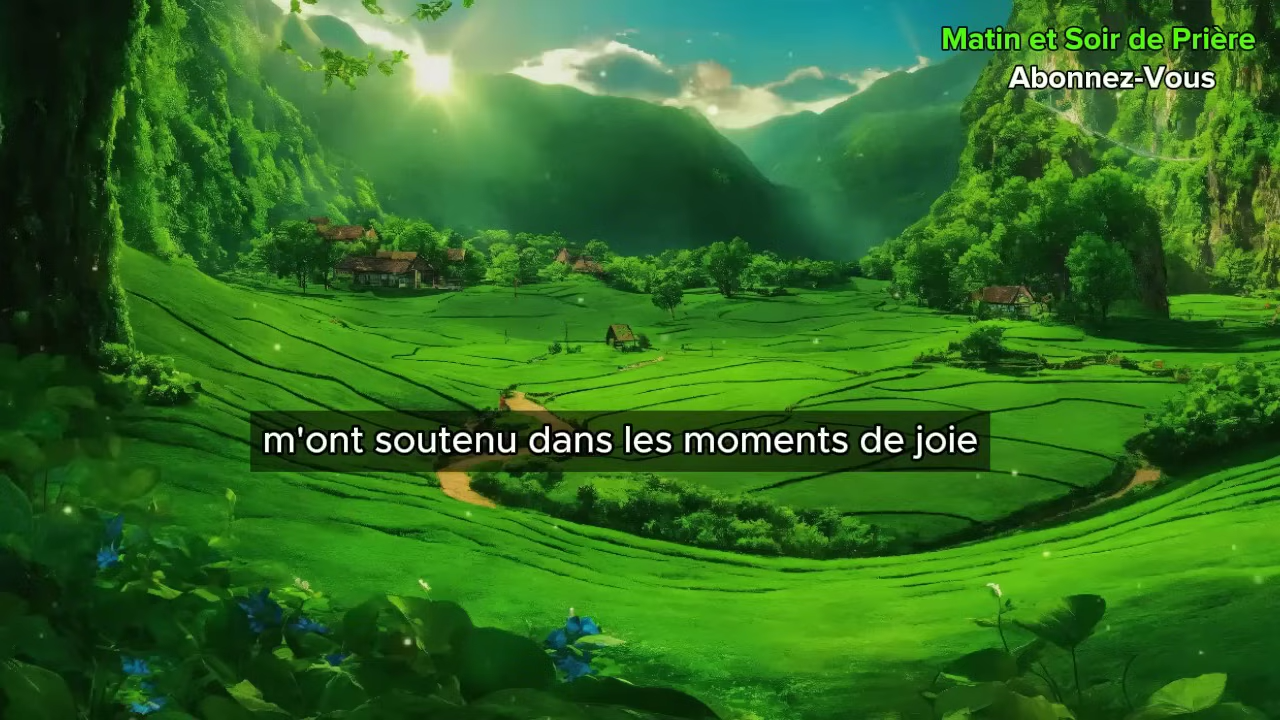 Matin et Soir de Prière
Abonnez-Vous
m'ont soutenu dans les moments de joie